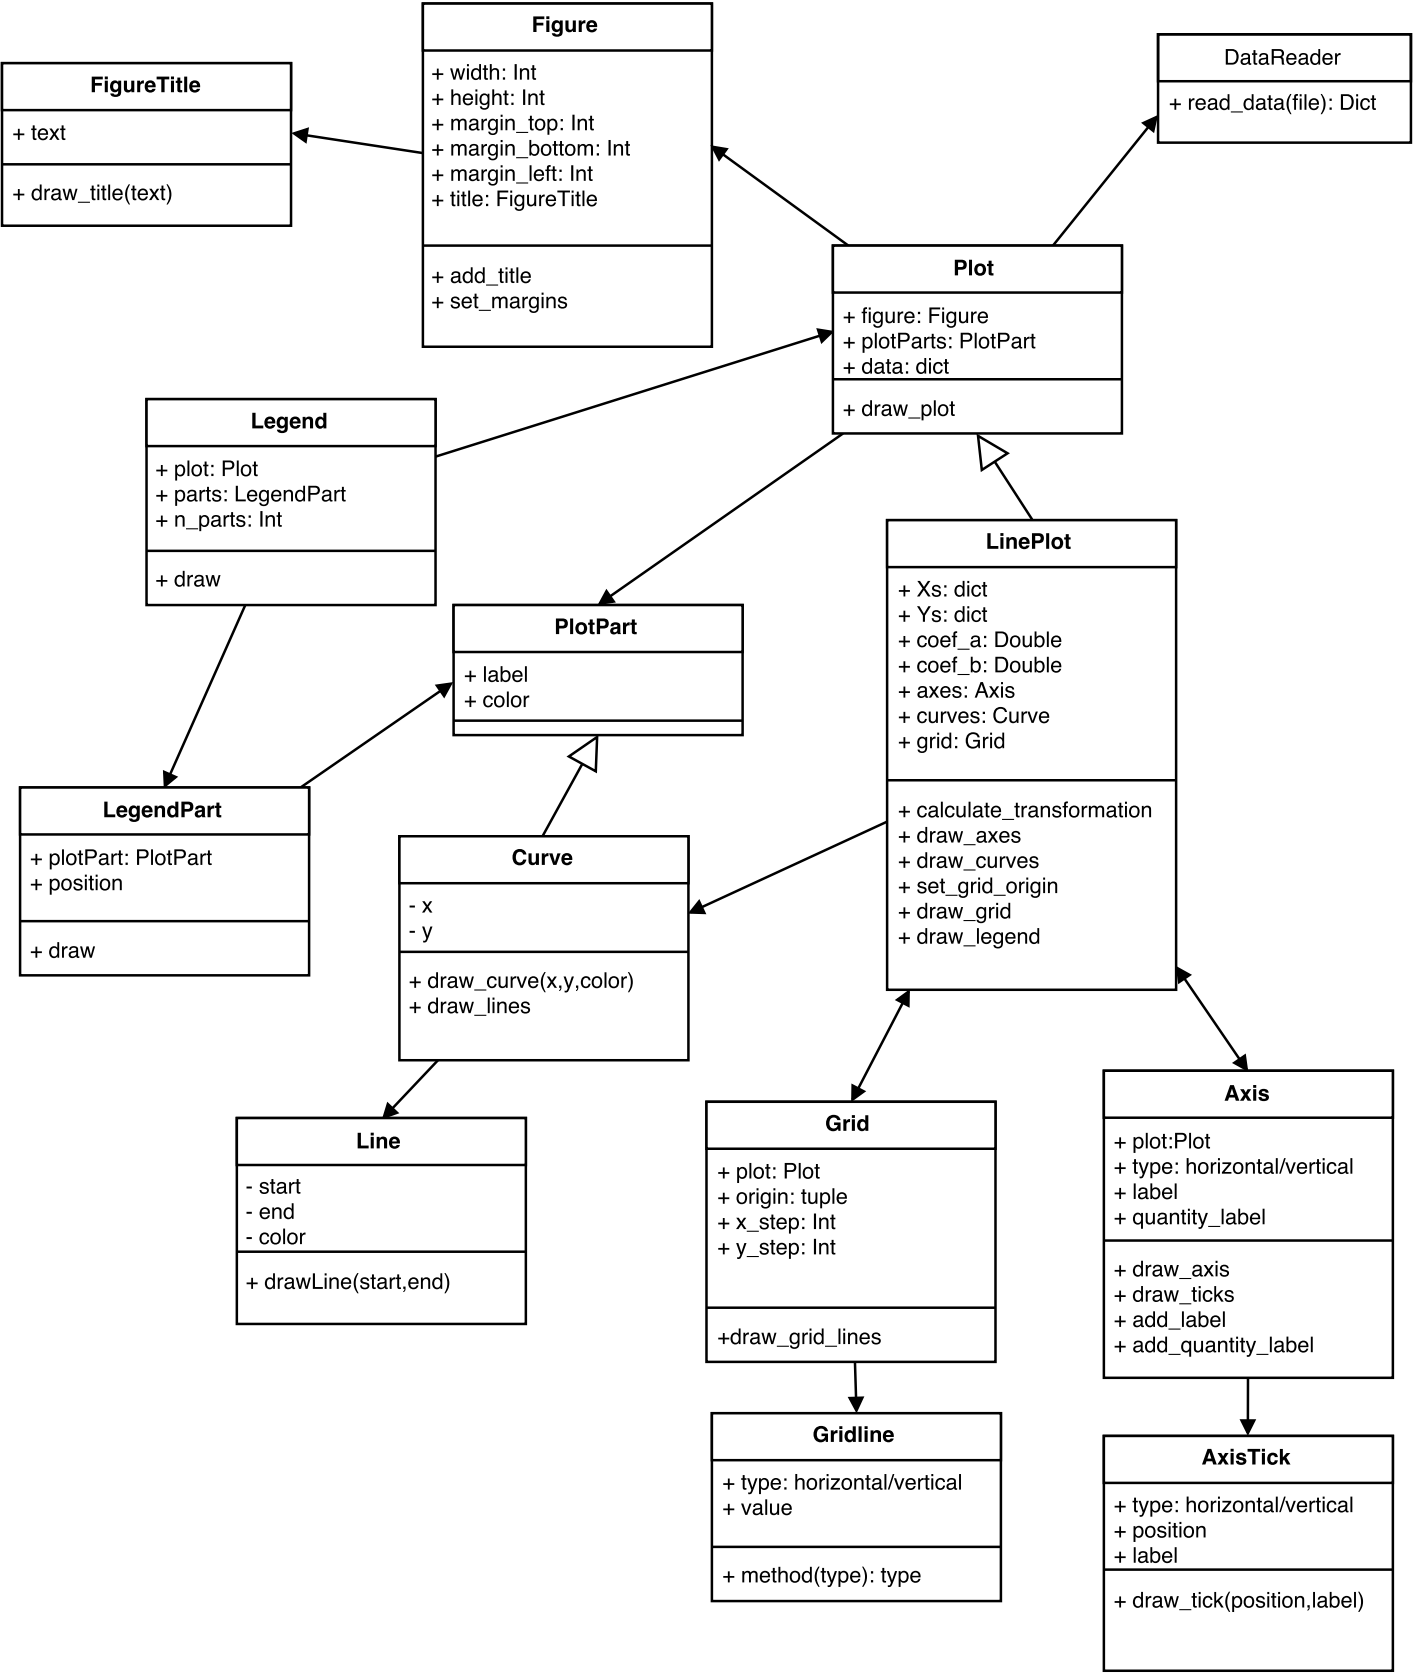 Figure
+ width: Int
+ height: Int
+ margin_top: Int
+ margin_bottom: Int
+ margin_left: Int
+ title: FigureTitle
+ add_title
+ set_margins
FigureTitle
+ text
+ draw_title(text)
DataReader
+ read_data(file): Dict
Plot
+ figure: Figure
+ plotParts: PlotPart
+ data: dict
+ draw_plot
Legend
+ plot: Plot
+ parts: LegendPart
+ n_parts: Int
+ draw
LinePlot
+ Xs: dict
+ Ys: dict
+ coef_a: Double
+ coef_b: Double
+ axes: Axis
+ curves: Curve
+ grid: Grid
+ calculate_transformation
+ draw_axes
+ draw_curves
+ set_grid_origin
+ draw_grid
+ draw_legend
PlotPart
+ label
+ color
LegendPart
+ plotPart: PlotPart
+ position
+ draw
Curve
- x
- y
+ draw_curve(x,y,color)
+ draw_lines
Line
- start
- end
- color
+ drawLine(start,end)
Grid
+ plot: Plot
+ origin: tuple
+ x_step: Int
+ y_step: Int
+draw_grid_lines
Axis
+ plot:Plot
+ type: horizontal/vertical
+ label
+ quantity_label
+ draw_axis
+ draw_ticks
+ add_label
+ add_quantity_label
Gridline
+ type: horizontal/vertical
+ value
+ method(type): type
AxisTick
+ type: horizontal/vertical
+ position
+ label
+ draw_tick(position,label)